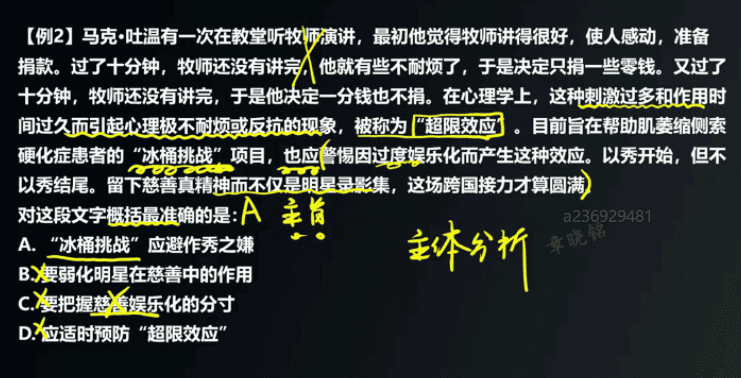 【例2】马克·吐温有一次在教堂听牧师演讲，最初他觉得牧师讲得很好，使人感动，准备
捐款。过了十分钟，牧师还没有讲完，他就有些不耐烦了，于是决定只捐一些零钱。又过了
十分钟，牧师还没有讲完，于是他决定一分钱也不捐。在心理学上，这种刺激过多和作用时
间过久而引起心理极不耐烦或反抗的现象，被称为“超限效应”。目前旨在帮助肌萎缩侧索
硬化症患者的“冰桶挑战”项目，也应警惕因过度娱乐化而产生这种效应。以秀开始，但不
以秀结尾。留下慈善真精神而不仅是明星录影集，这场跨国接力才算圆满
对这段文字概括最准确的是：A 主旨
a236929481
章晓铭
主体分析
A. “冰桶挑战”应避作秀之嫌
B. 要弱化明星在慈善中的作用
C. 要把握慈善娱乐化的分寸
D. 应适时预防“超限效应”